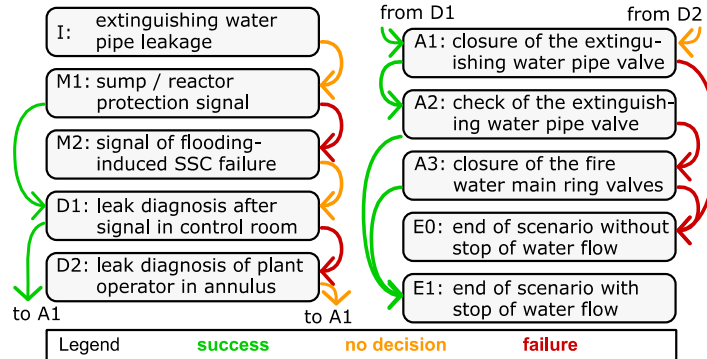 I: extinguishing water
pipe leakage
M1: sump / reactor
protection signal
M2: signal of flooding-
induced SSC failure
D1: leak diagnosis after
signal in control room
D2: leak diagnosis of plant
operator in annulus
to A1
to A1
from D1
from D2
A1: closure of the extingu-
ishing water pipe valve
A2: check of the extinguish-
ing water pipe valve
A3: closure of the fire
water main ring valves
E0: end of scenario without
stop of water flow
E1: end of scenario with
stop of water flow
Legend success no decision failure